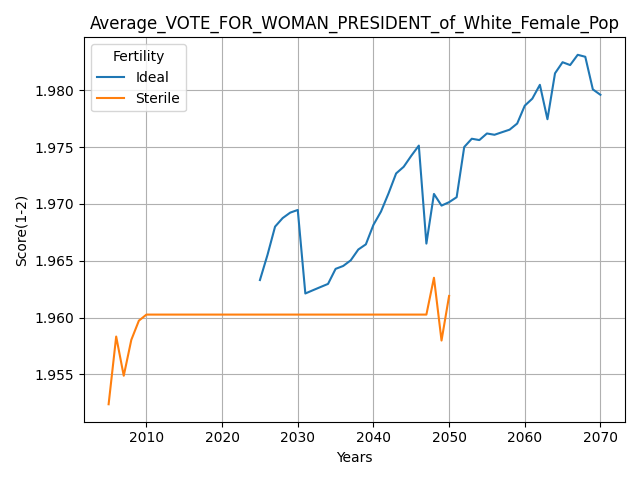 Average_VOTE_FOR_WOMAN_PRESIDENT_of_White_Female_Pop
Fertility
Ideal
Sterile
Score(1-2)
1.980
1.975
1.970
1.965
1.960
1.955
2010 2020 2030 2040 2050 2060 2070
Years